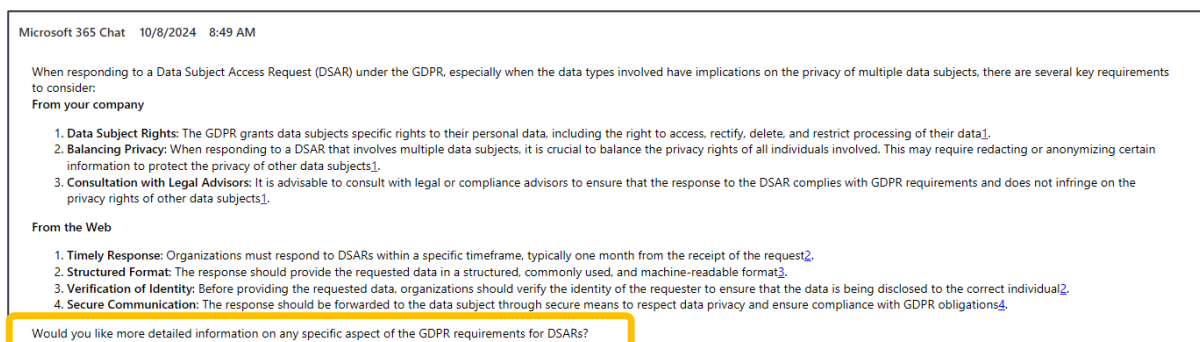 Microsoft 365 Chat 10/8/2024 8:49 AM
When responding to a Data Subject Access Request (DSAR) under the GDPR, especially when the data types involved have implications on the privacy of multiple data subjects, there are several key requirements
to consider:
From your company
1. Data Subject Rights: The GDPR grants data subjects specific rights to their personal data, including the right to access, rectify, delete, and restrict processing of their data1.
2. Balancing Privacy: When responding to a DSAR that involves multiple data subjects, it is crucial to balance the privacy rights of all individuals involved. This may require redacting or anonymizing certain
information to protect the privacy of other data subjects1.
3. Consultation with Legal Advisors: It is advisable to consult with legal or compliance advisors to ensure that the response to the DSAR complies with GDPR requirements and does not infringe on the
privacy rights of other data subjects1.
From the Web
1. Timely Response: Organizations must respond to DSARs within a specific timeframe, typically one month from the receipt of the request2.
2. Structured Format: The response should provide the requested data in a structured, commonly used, and machine-readable format3.
3. Verification of Identity: Before providing the requested data, organizations should verify the identity of the requester to ensure that the data is being disclosed to the correct individual2.
4. Secure Communication: The response should be forwarded to the data subject through secure means to respect data privacy and ensure compliance with GDPR obligations4.
Would you like more detailed information on any specific aspect of the GDPR requirements for DSARs?